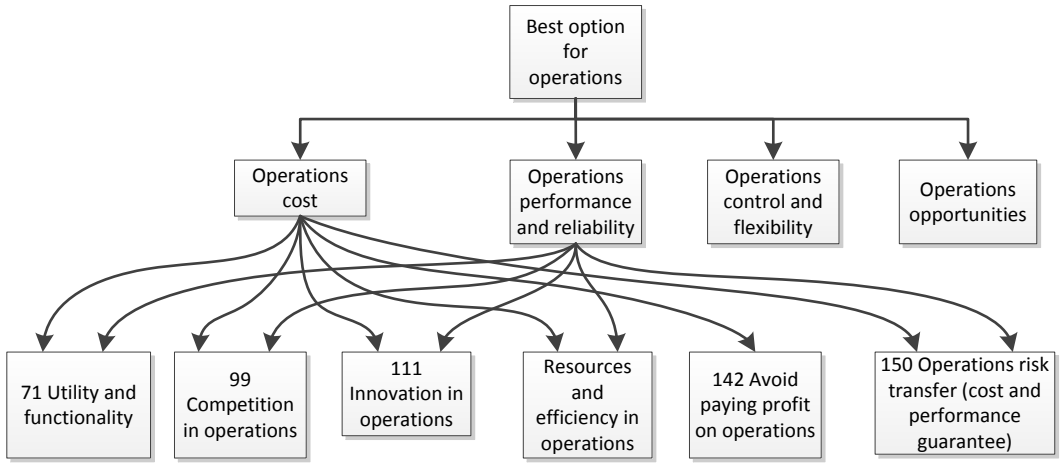 Best option
for
operations
Operations
cost
Operations
performance
and reliability
Operations
control and
flexibility
Operations
opportunities
71 Utility and
functionality
99
Competition
in operations
111
Innovation in
operations
Resources
and
efficiency in
operations
142 Avoid
paying profit
on operations
150 Operations risk
transfer (cost and
performance
guarantee)